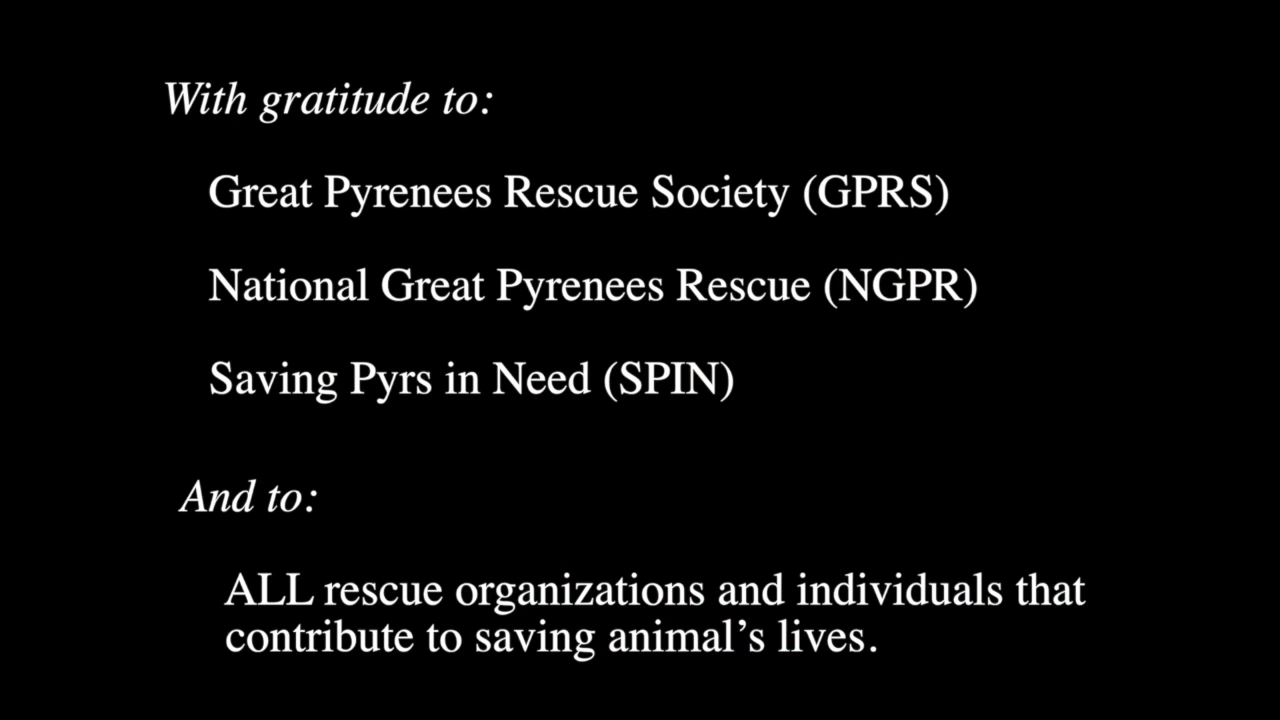 With gratitude to:
Great Pyrenees Rescue Society (GPRS)
National Great Pyrenees Rescue (NGPR)
Saving Pyrs in Need (SPIN)
And to:
ALL rescue organizations and individuals that
contribute to saving animal’s lives.